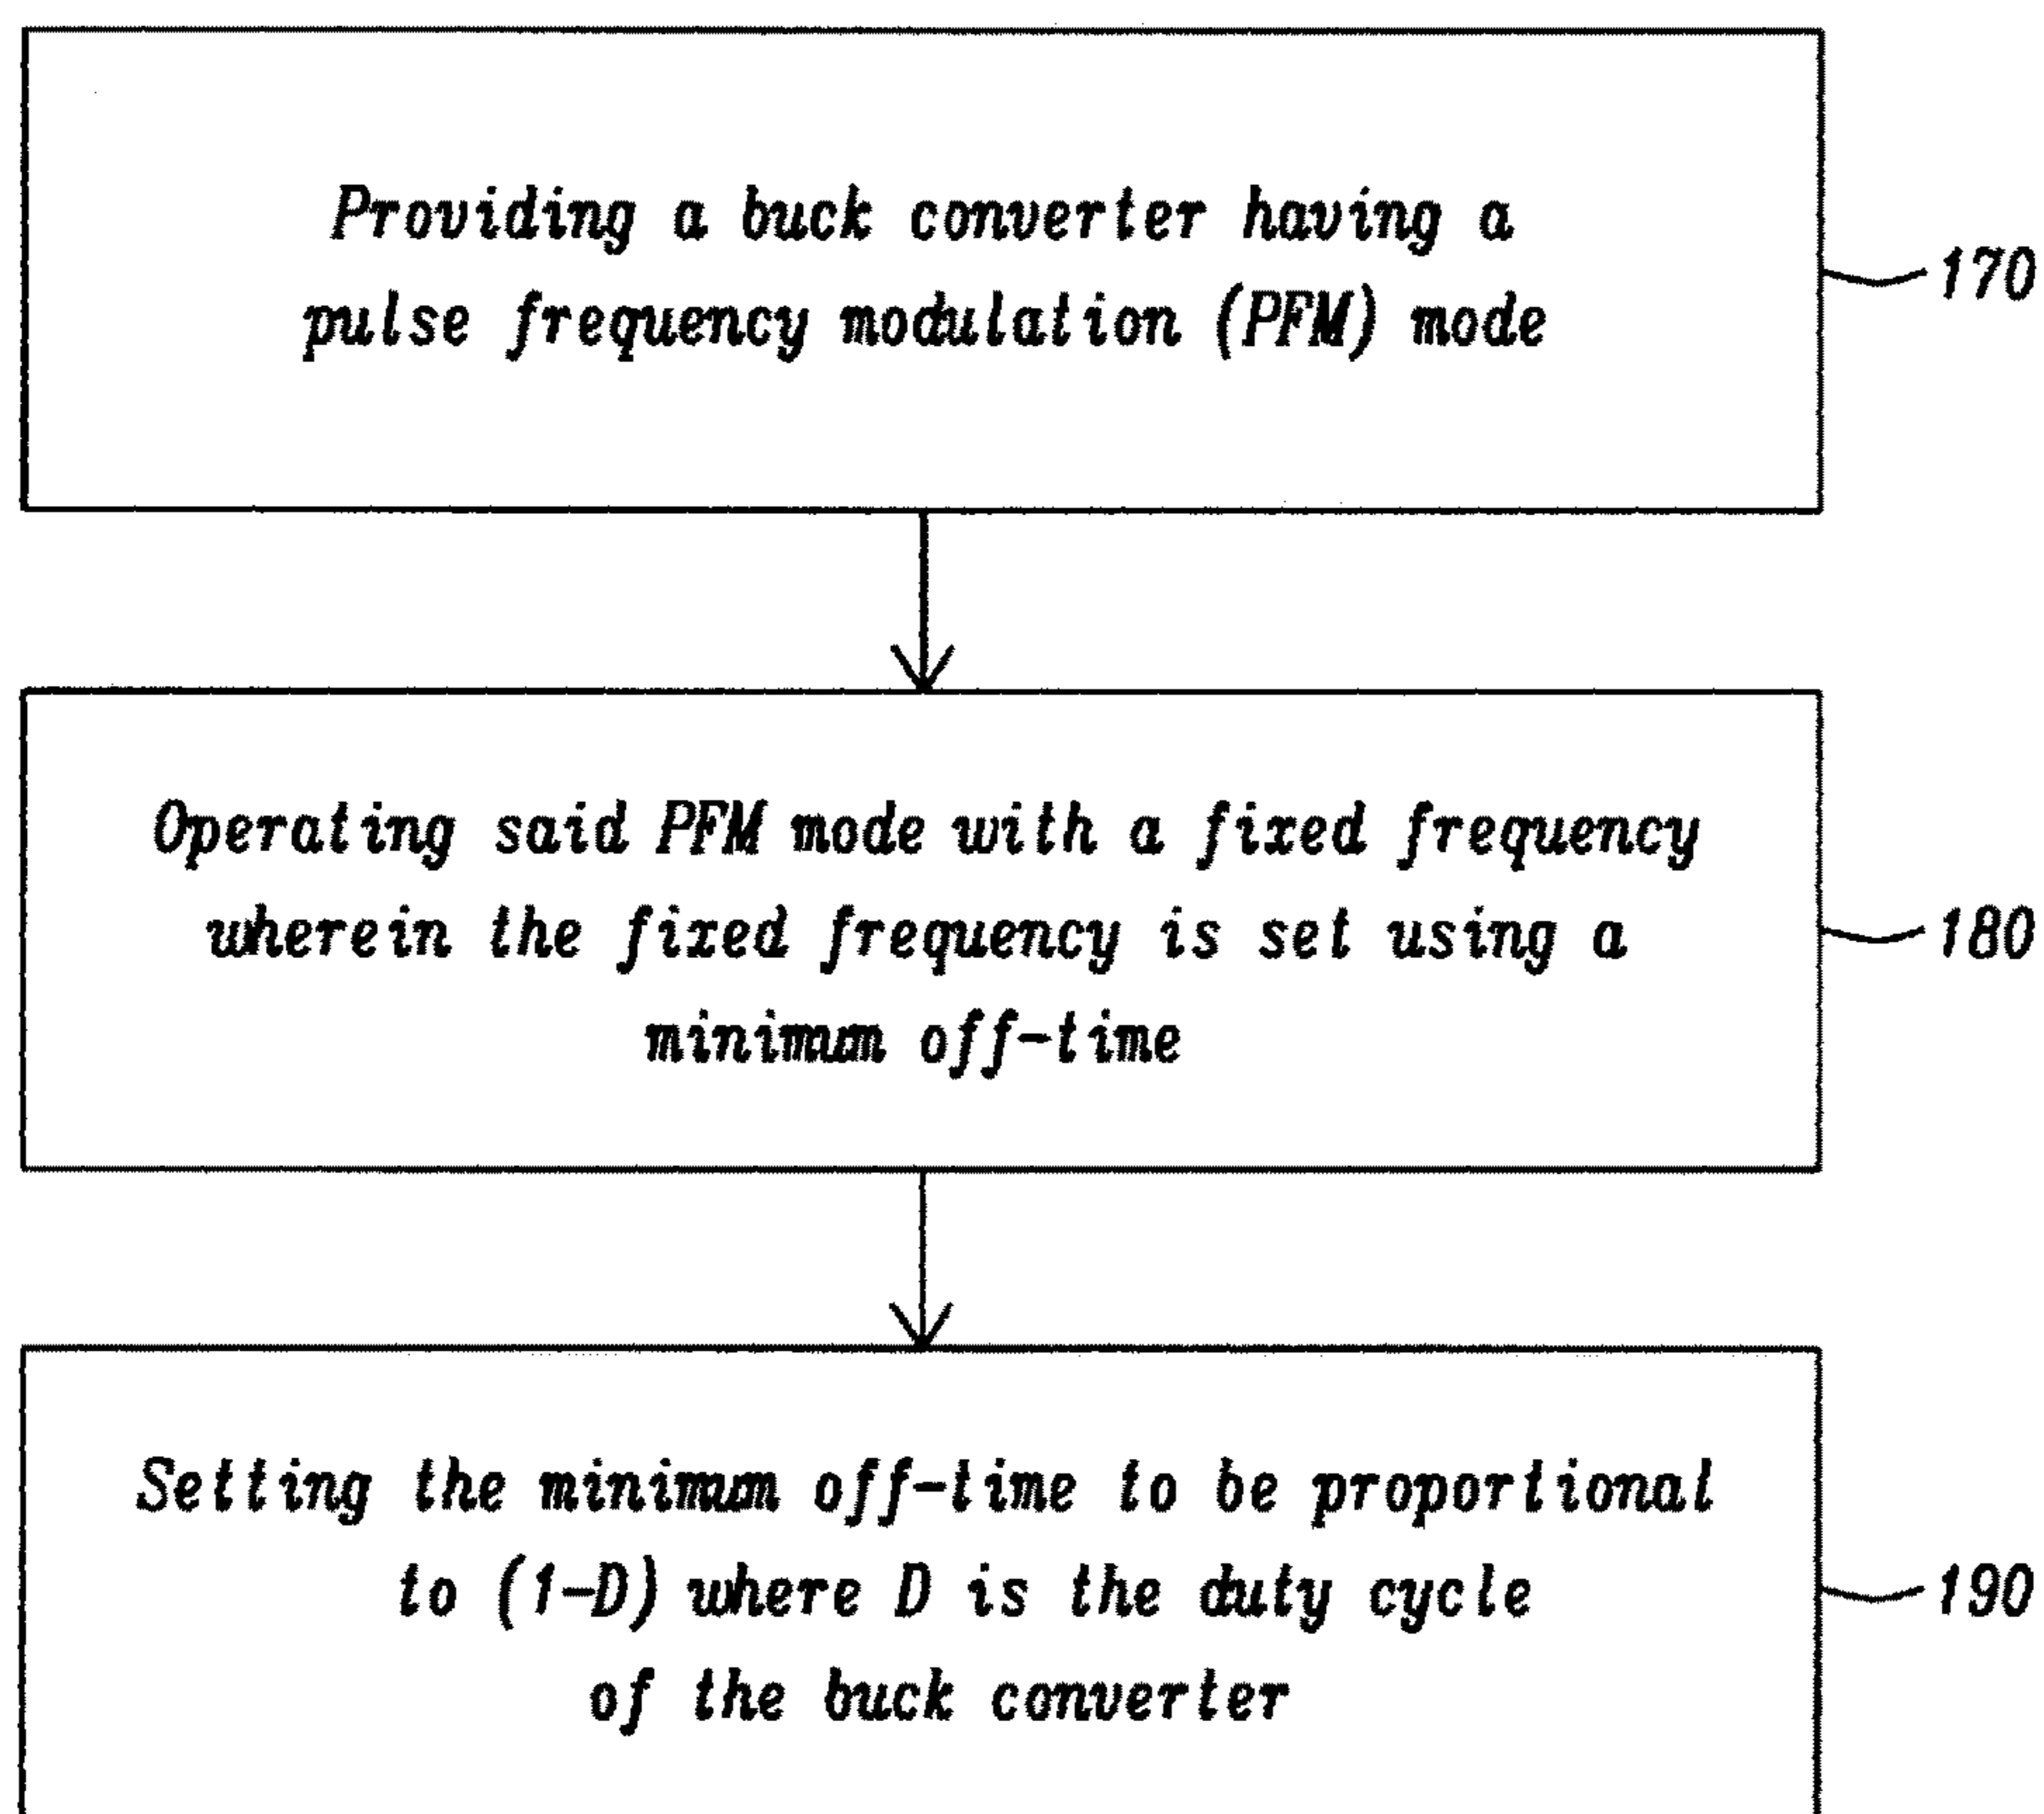 Providing a buck converter having a
pulse frequency modulation (PFM) mode
170
Operating said PFM mode with a fixed frequency
wherein the fixed frequency is set using a
minimum off-time
180
Setting the minimum off-time to be proportional
to (1-D) where D is the duty cycle
of the buck converter
190